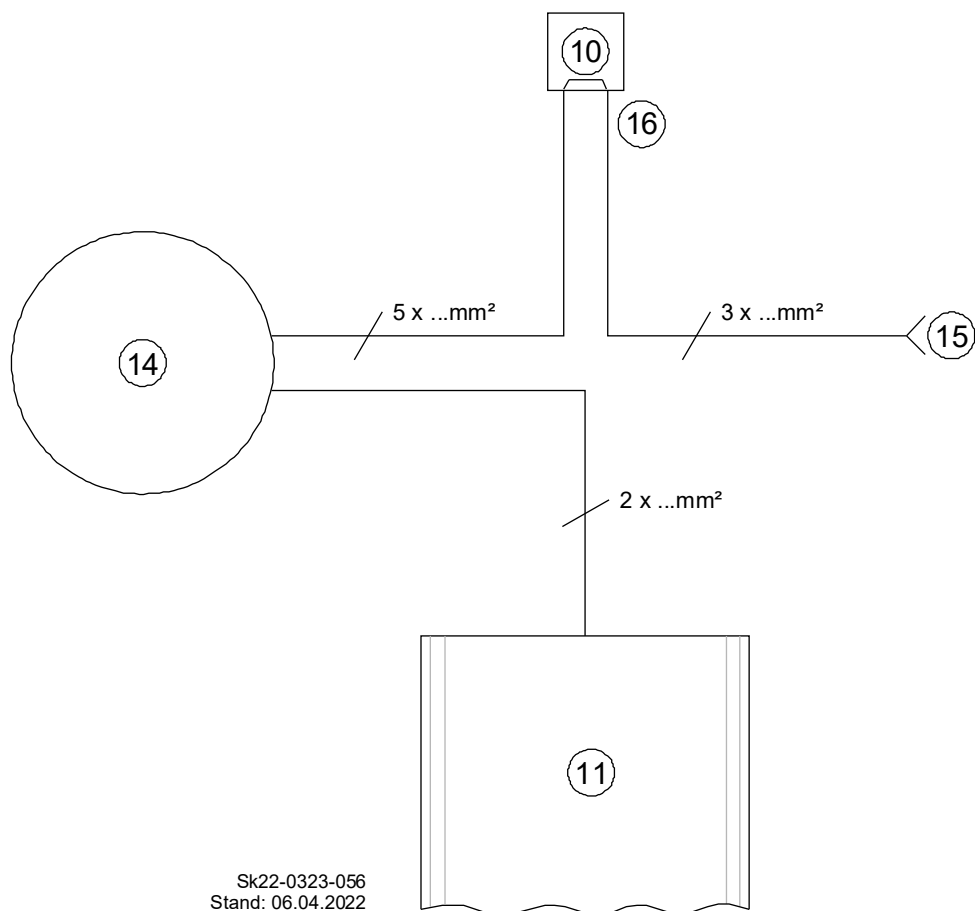 10
16
5 x ...mm²
3 x ...mm²
15
14
2 x ...mm²
11
Sk22-0323-056
Stand: 06.04.2022